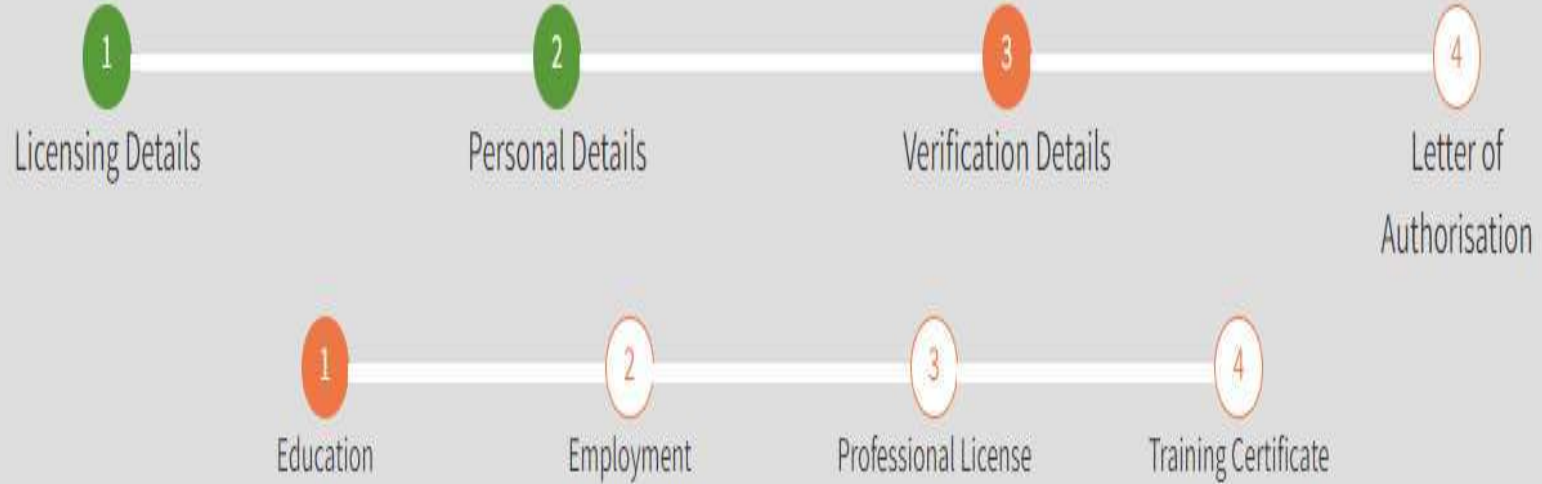 1 2 3 4
Licensing Details Personal Details Verification Details Letter of
Authorisation
1 2 3 4
Education Employment Professional License Training Certificate